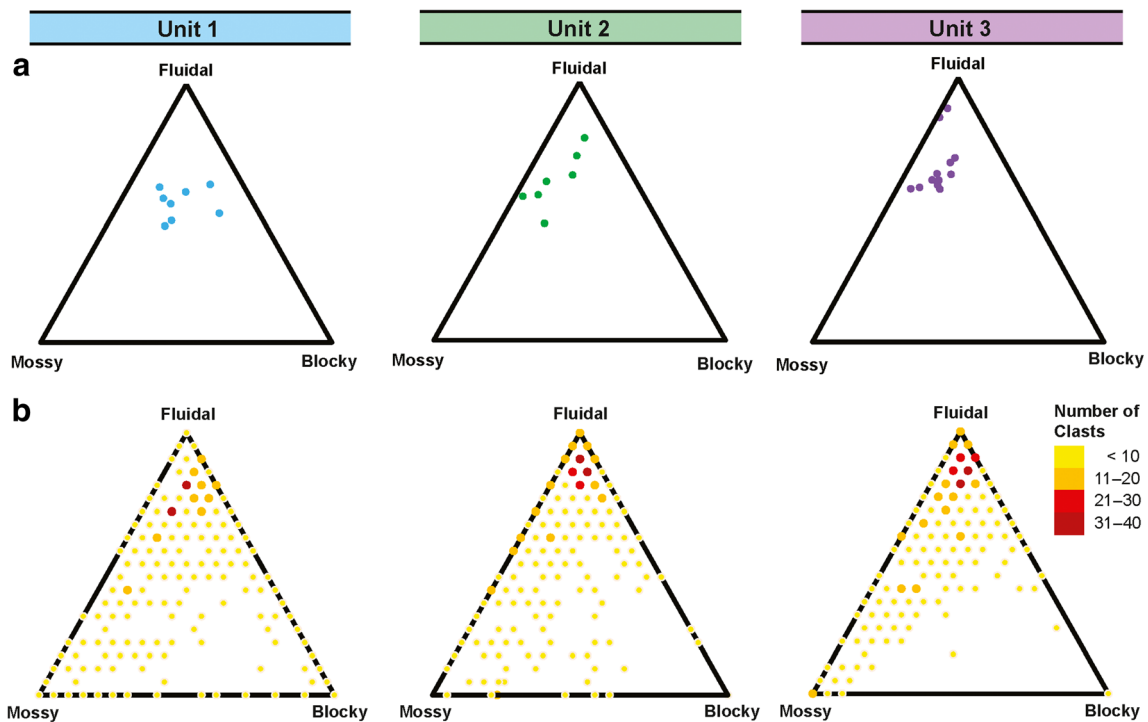 Unit 1
Unit 2
Unit 3
a
Fluidal
Fluidal
Fluidal
Mossy
Blocky
Mossy
Blocky
Mossy
Blocky
b
Fluidal
Fluidal
Fluidal
Number of
Clasts
< 10
11–20
21–30
31–40
Mossy
Blocky
Mossy
Blocky
Mossy
Blocky